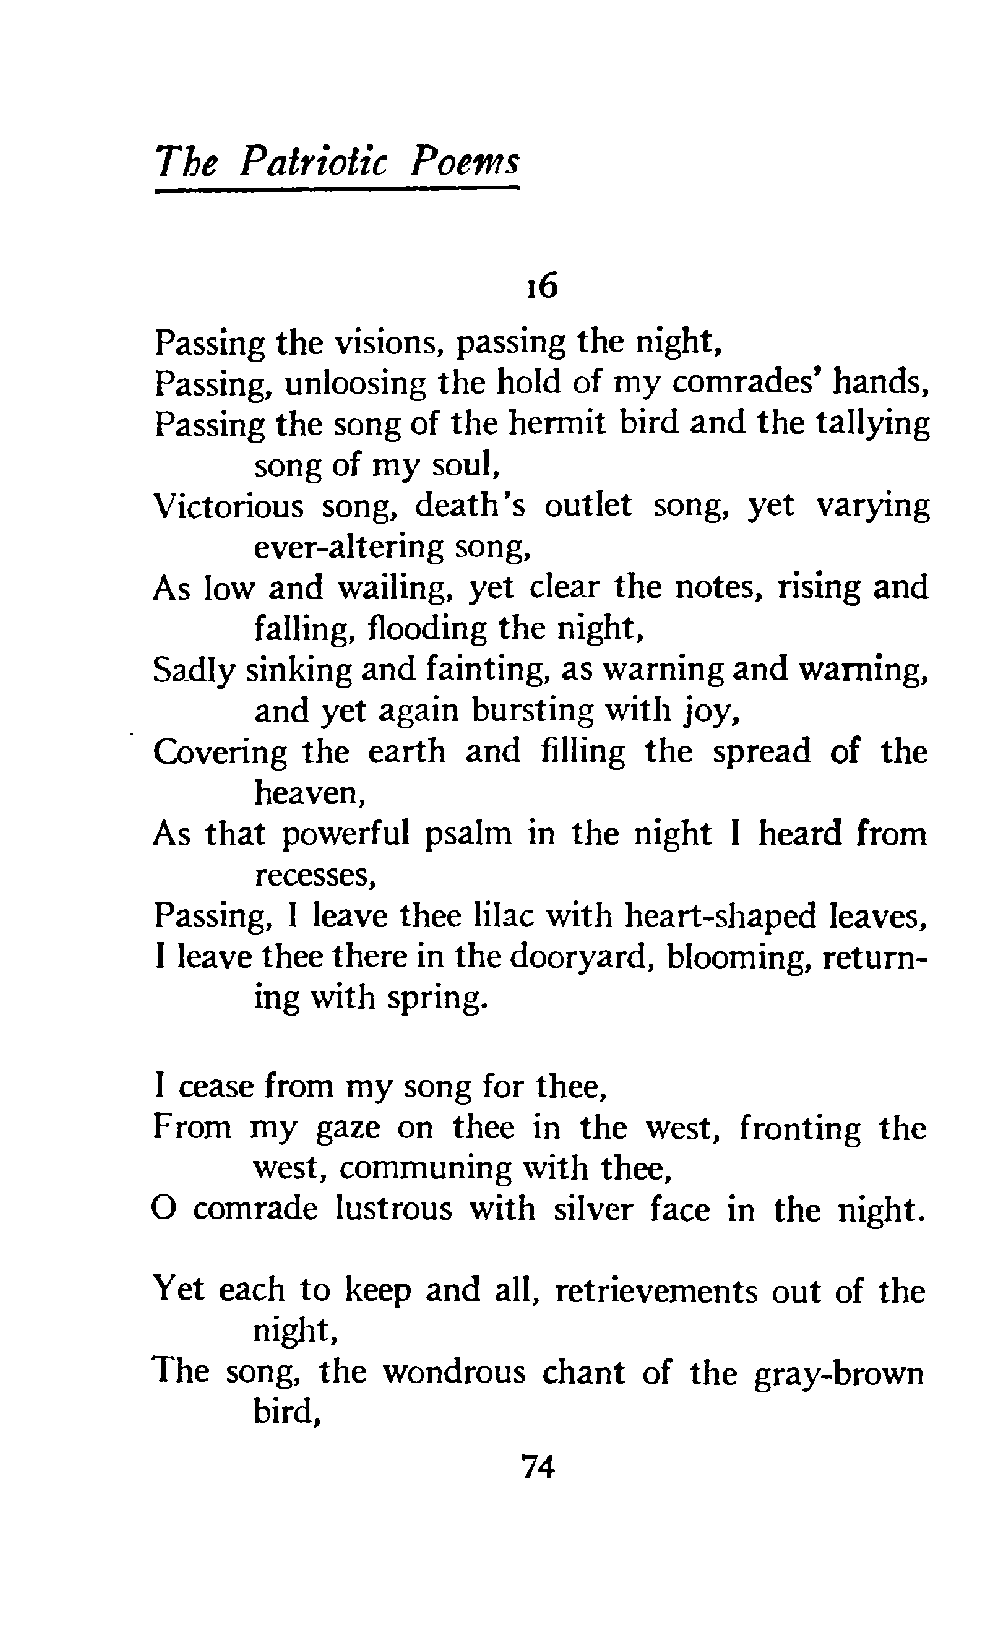 The Patriotic Poems
16
Passing the visions, passing the night,
Passing, unloosing the hold of my comrades' hands,
Passing the song of the hermit bird and the tallying
song of my soul,
Victorious song, death's outlet song, yet varying
ever-altering song,
As low and wailing, yet clear the notes, rising and
falling, flooding the night,
Sadly sinking and fainting, as warning and warning,
and yet again bursting with joy,
Covering the earth and filling the spread of the
heaven,
As that powerful psalm in the night I heard from
recesses,
Passing, I leave thee lilac with heart-shaped leaves,
I leave thee there in the dooryard, blooming, return-
ing with spring.
I cease from my song for thee,
From my gaze on thee in the west, fronting the
west, communing with thee,
O comrade lustrous with silver face in the night.
Yet each to keep and all, retrievements out of the
night,
The song, the wondrous chant of the gray-brown
bird,
74